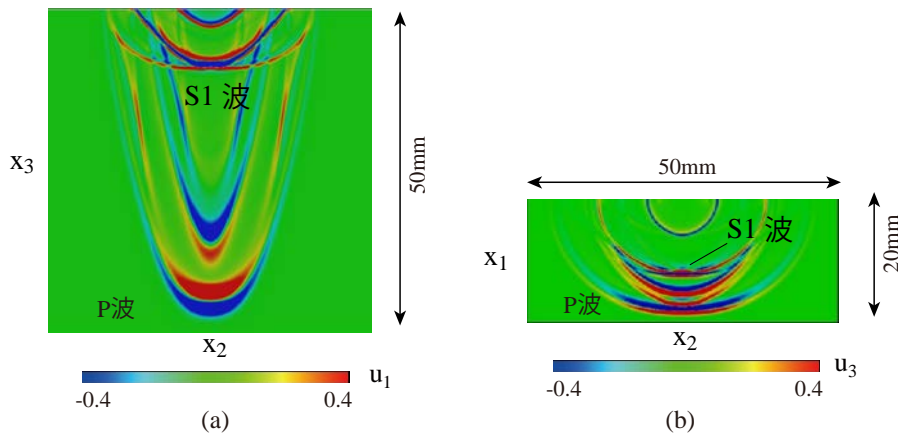 S1 波
x3
P波
x2
50mm
-0.4
0.4
u1
(a)
50mm
S1 波
x1
P波
x2
20mm
-0.4
0.4
u3
(b)